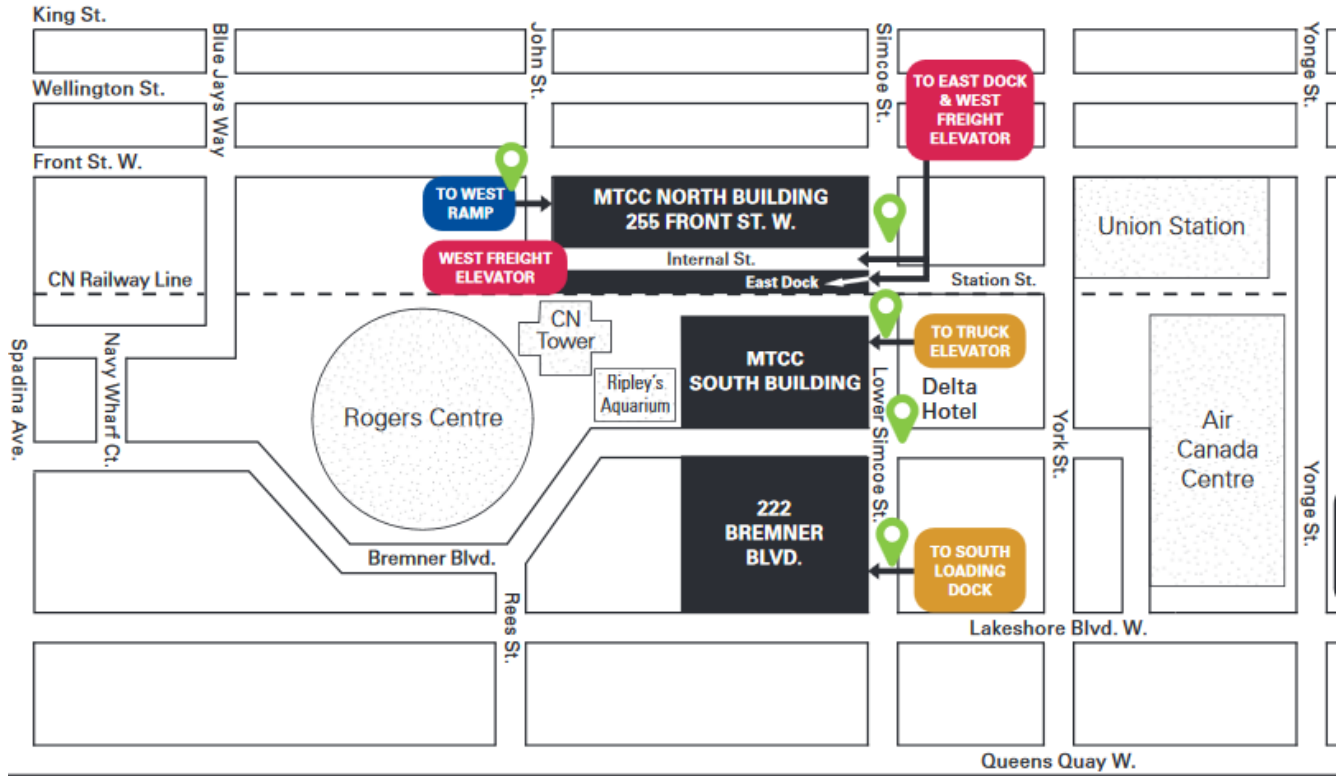 King St.
Blue Jays Way
John St.
Simcoe St.
Yonge St.
Wellington St.
TO EAST DOCK
& WEST
FREIGHT
ELEVATOR
Front St. W.
TO WEST
RAMP
MTCC NORTH BUILDING
255 FRONT ST. W.
Union Station
WEST FREIGHT
ELEVATOR
Internal St.
CN Railway Line
East Dock
Station St.
CN
Tower
TO TRUCK
ELEVATOR
MTCC
SOUTH BUILDING
Spadina Ave.
Navy Wharf Ct.
Rogers Centre
Ripley's
Aquarium
Lower Simcoe St.
Delta
Hotel
York St.
Air
Canada
Centre
Yonge St.
222
BREMNER
BLVD.
Bremner Blvd.
TO SOUTH
LOADING
DOCK
Rees St.
Lakeshore Blvd. W.
Queens Quay W.